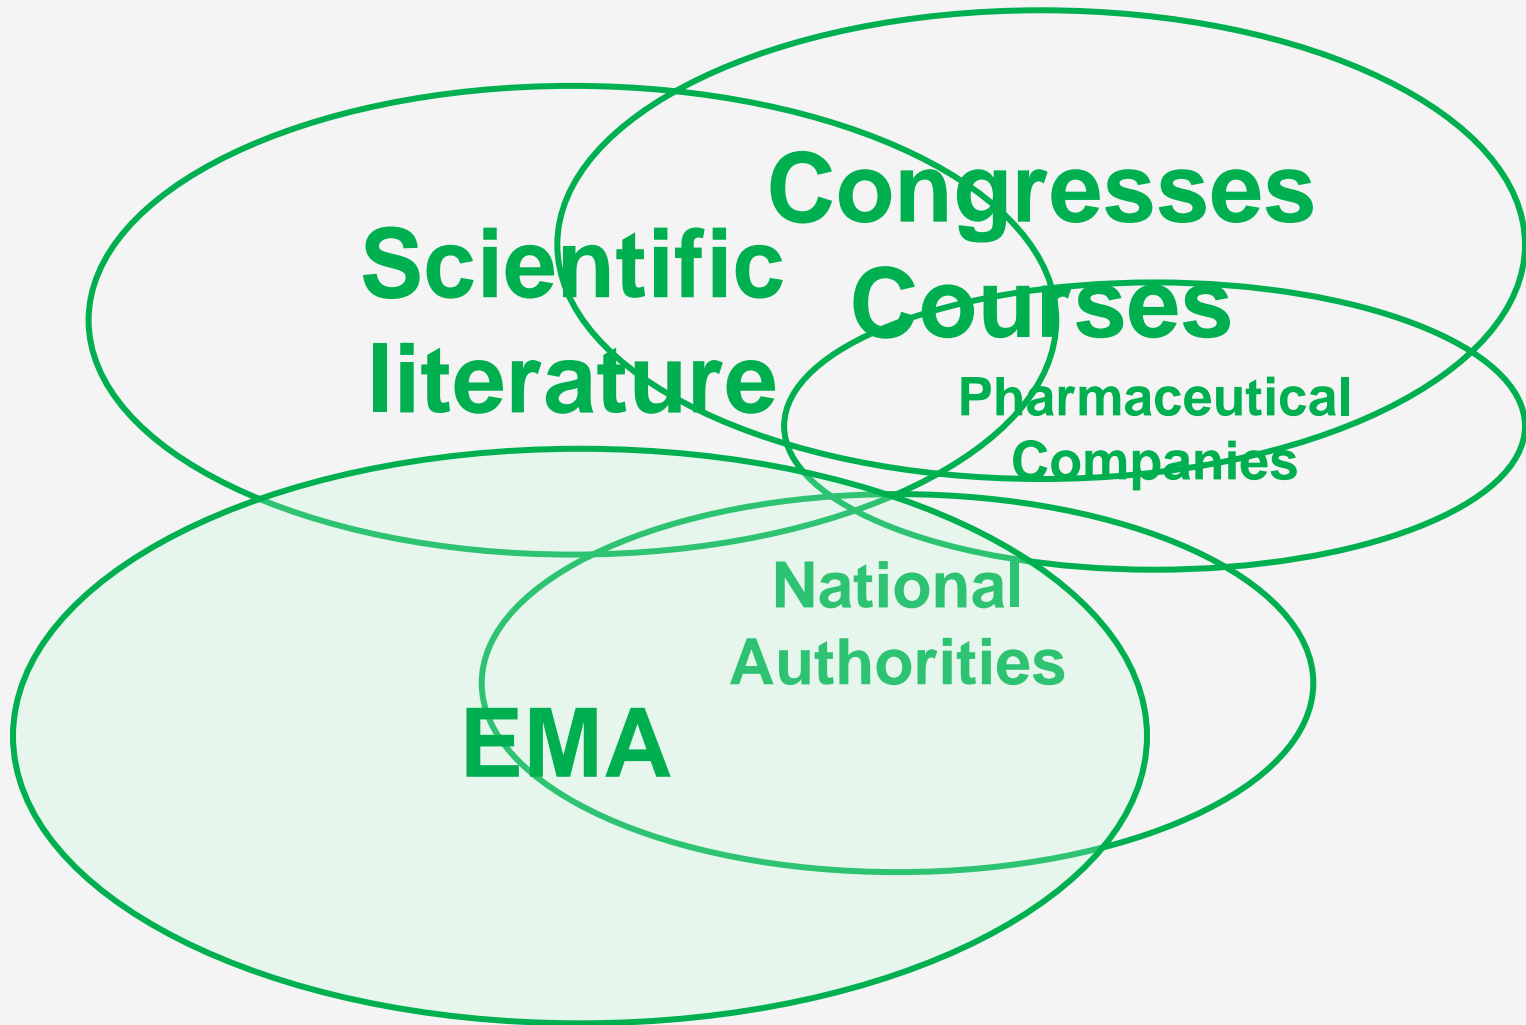 Scientific
literature
Congresses
Courses
Pharmaceutical
Companies
National
Authorities
EMA